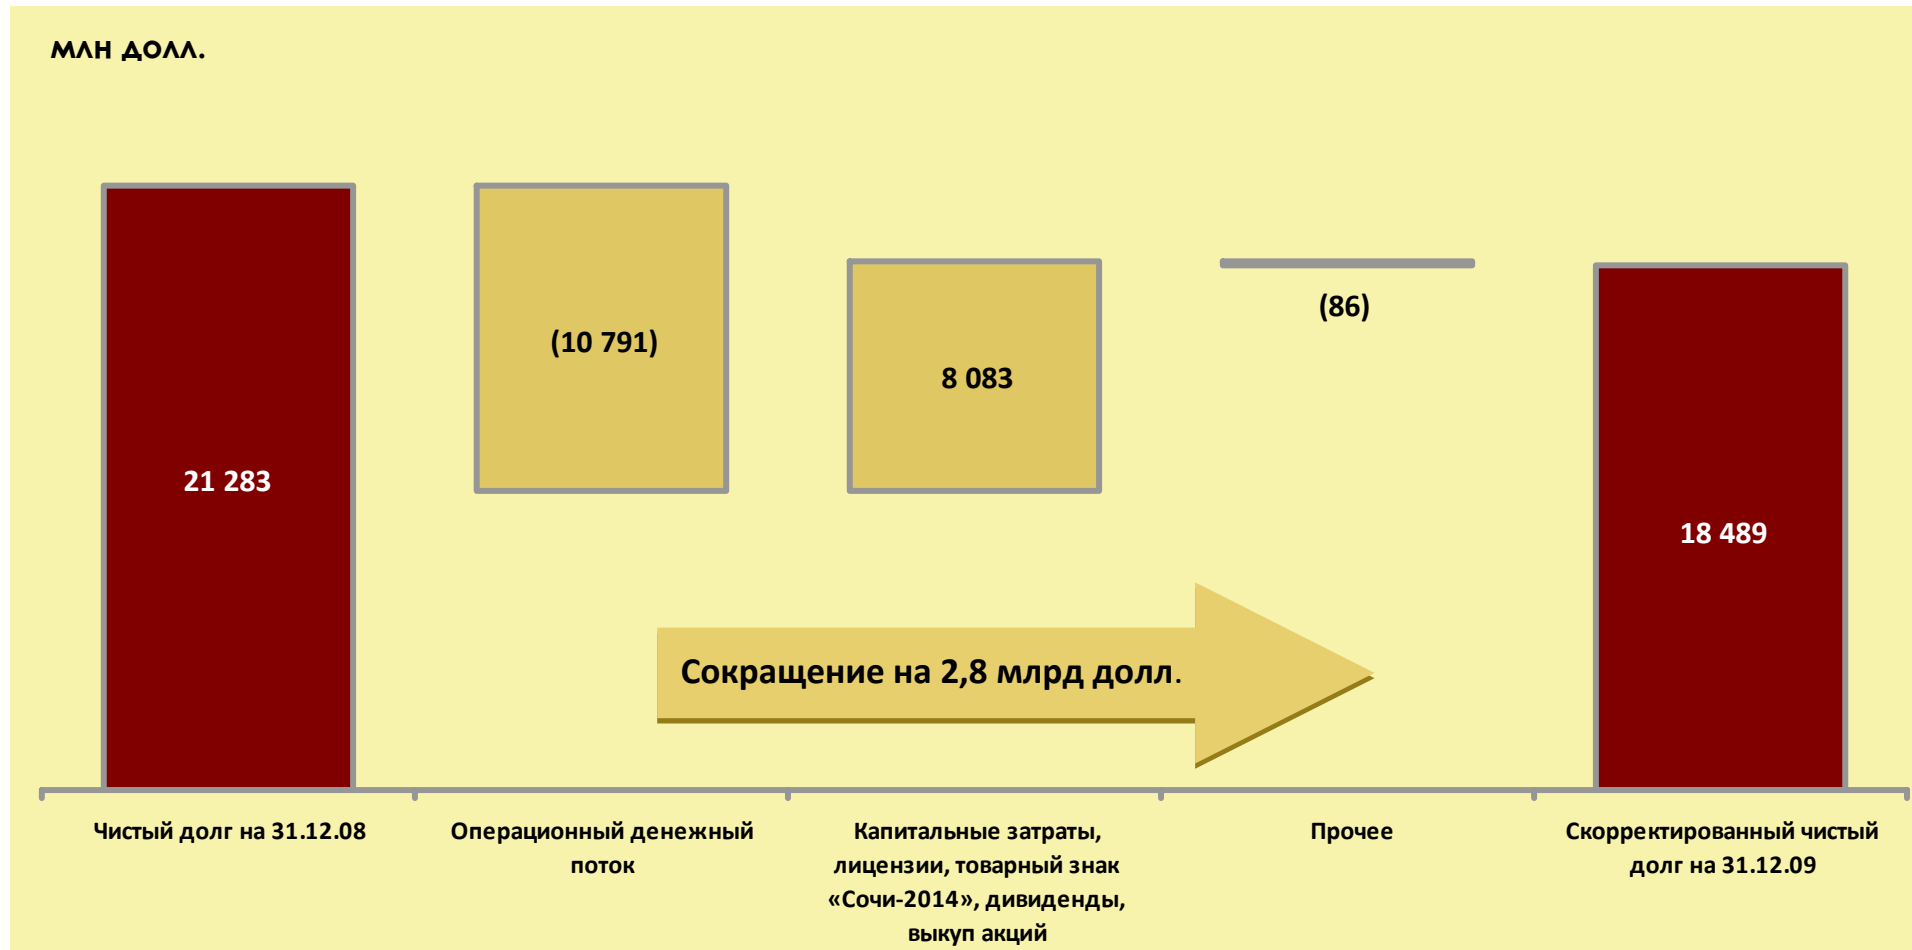 МЛН ДОЛЛ.
(86)
(10 791)
8 083
21 283
18 489
Сокращение на 2,8 млрд долл.
Чистый долг на 31.12.08
Операционный денежный
поток
Капитальные затраты,
лицензии, товарный знак
«Сочи-2014», дивиденды,
выкуп акций
Прочее
Скорректированный чистый
долг на 31.12.09